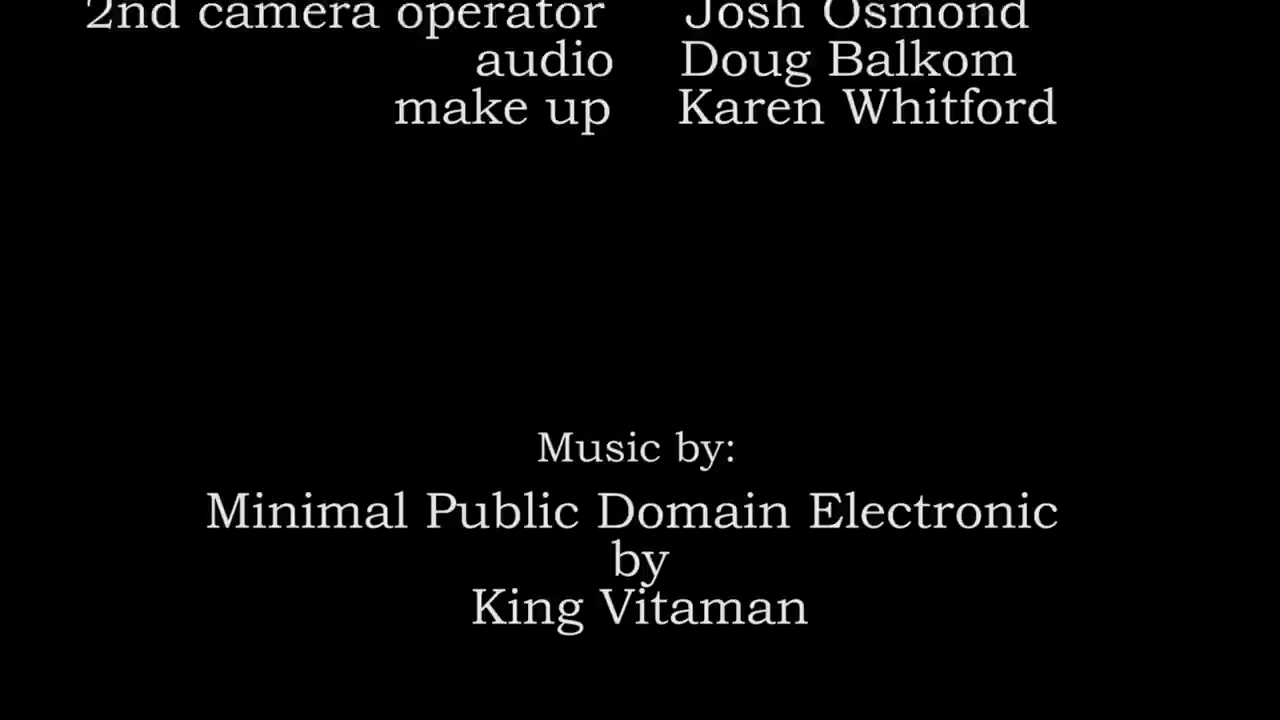 2nd camera operator Josh Osmond
audio Doug Balkom
make up Karen Whitford
Music by:
Minimal Public Domain Electronic
by
King Vitaman